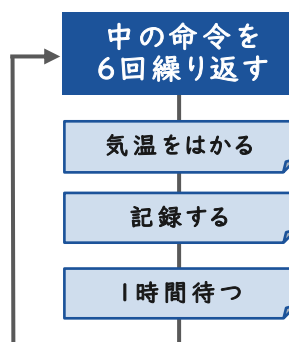 中の命令を
6回繰り返す
気温をはかる
記録する
1時間待つ